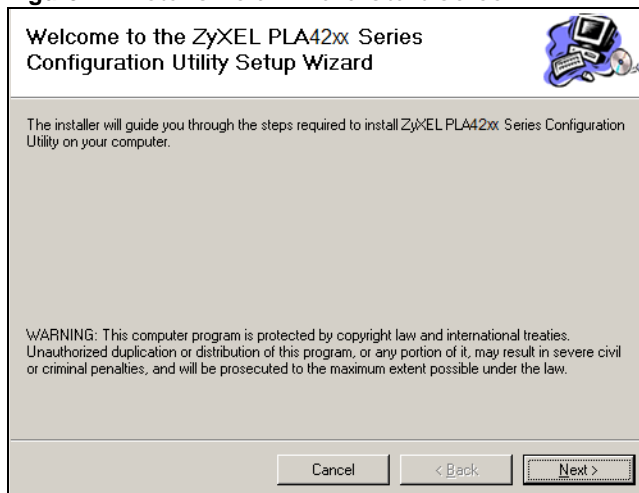 Welcome to the ZyXEL PLA42xx Series
Configuration Utility Setup Wizard
The installer will guide you through the steps required to install ZyXEL PLA42xx Series Configuration
Utility on your computer.
WARNING: This computer program is protected by copyright law and international treaties.
Unauthorized duplication or distribution of this program, or any portion of it, may result in severe civil
or criminal penalties, and will be prosecuted to the maximum extent possible under the law.
Cancel
< Back
Next >